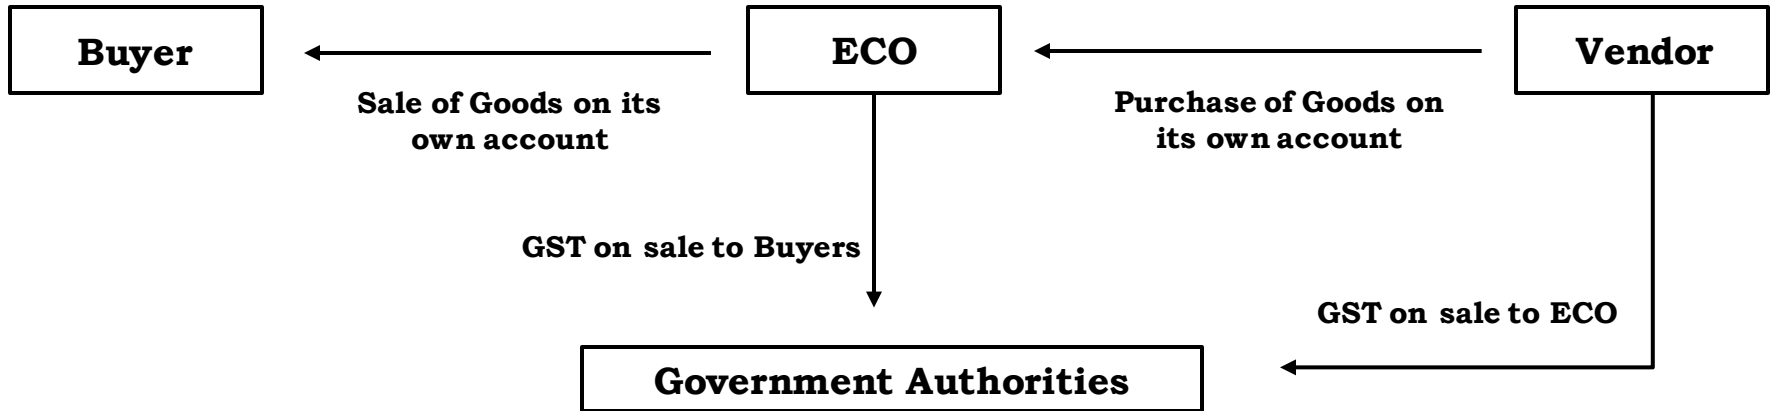 Buyer
ECO
Vendor
Sale of Goods on its
own account
Purchase of Goods on
its own account
GST on sale to Buyers
GST on sale to ECO
Government Authorities